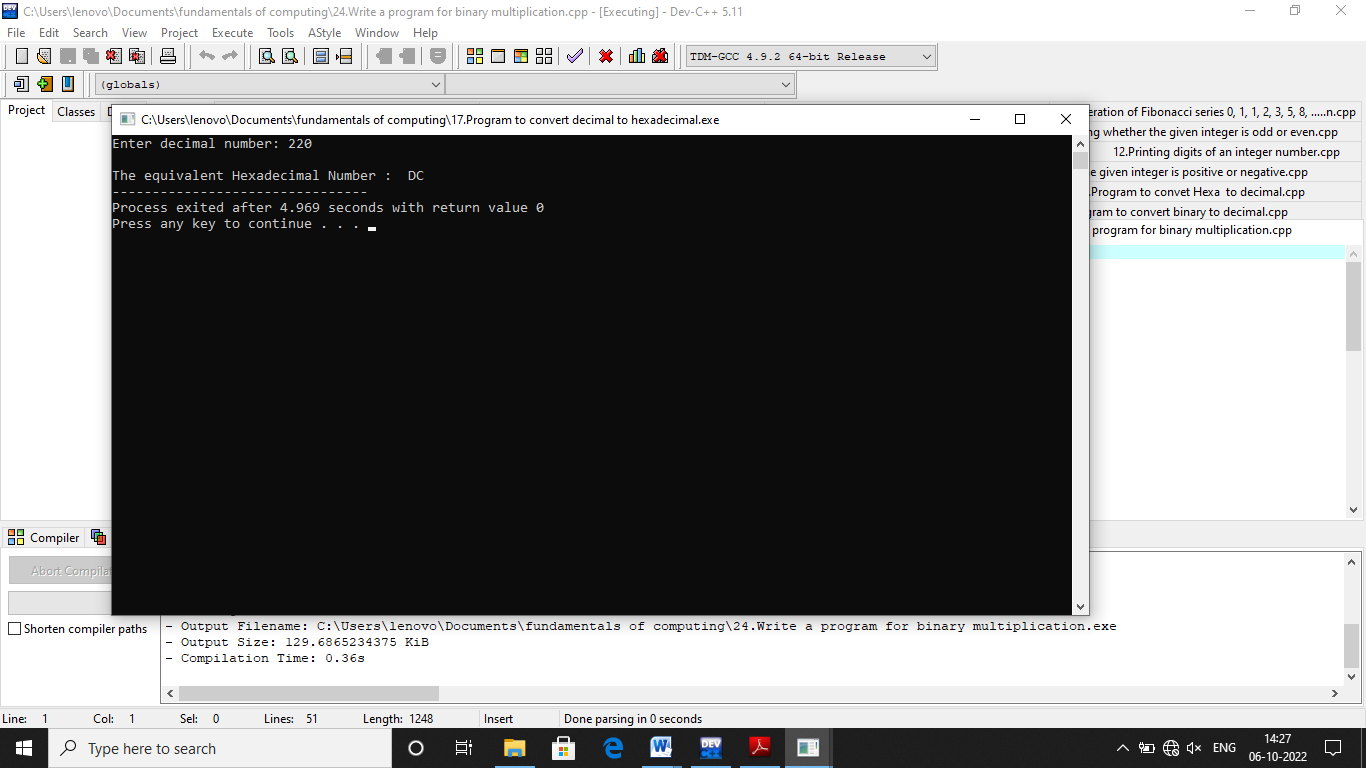 C:\Users\lenovo\Documents\fundamentals of computing\24.Write a program for binary multiplication.cpp - [Executing] - Dev-C++ 5.11
File Edit Search View Project Execute Tools AStyle Window Help
TDM-GCC 4.9.2 64-bit Release
(globals)
Project Classes
C:\Users\lenovo\Documents\fundamentals of computing\17.Program to convert decimal to hexadecimal.exe
Enter decimal number: 220
The equivalent Hexadecimal Number :  DC
--------------------------------
Process exited after 4.969 seconds with return value 0
Press any key to continue . . .
eration of Fibonacci series 0, 1, 1, 2, 3, 5, 8, .....n.cpp
ng whether the given integer is odd or even.cpp
12.Printing digits of an integer number.cpp
e given integer is positive or negative.cpp
.Program to convet Hexa  to decimal.cpp
gram to convert binary to decimal.cpp
program for binary multiplication.cpp
Compiler
Abort Compilat
Shorten compiler paths
- Output Filename: C:\Users\lenovo\Documents\fundamentals of computing\24.Write a program for binary multiplication.exe
- Output Size: 129.6865234375 KiB
- Compilation Time: 0.36s
Line: 1 Col: 1 Sel: 0 Lines: 51 Length: 1248 Insert Done parsing in 0 seconds
Type here to search
ENG
14:27
06-10-2022